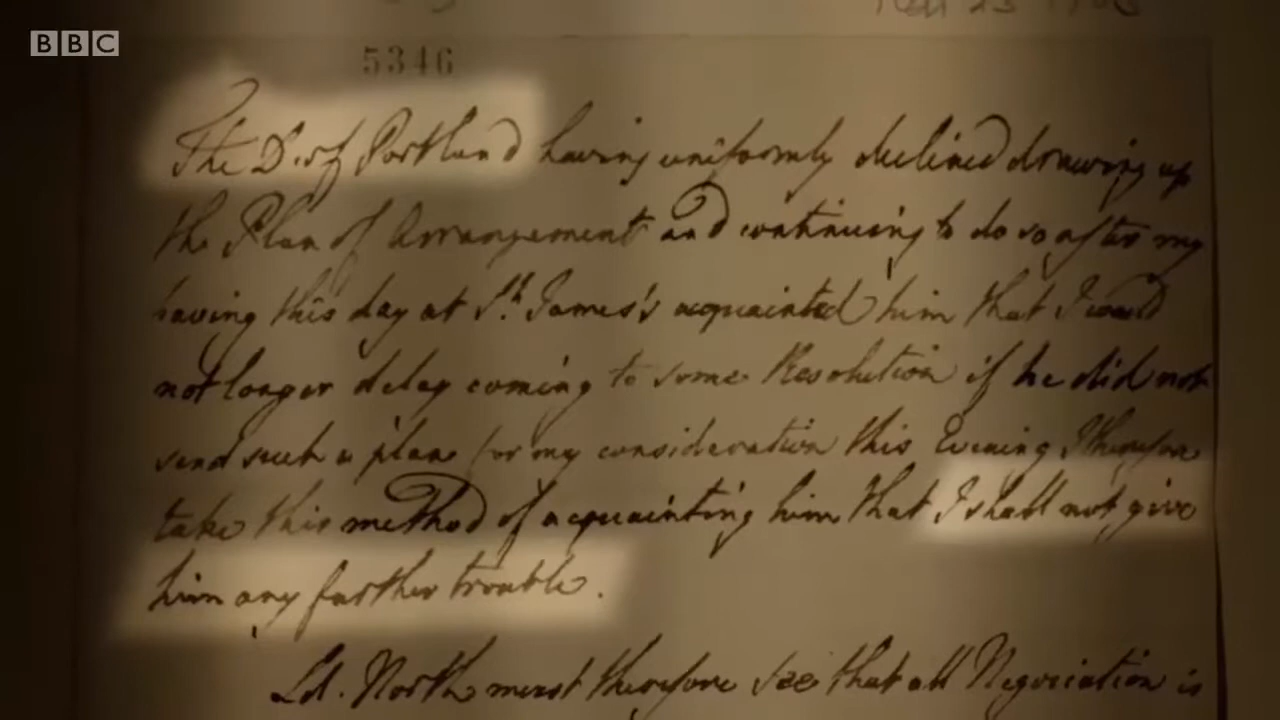 BBC
5346
The D. of Portland having uniformly declined drawing up
the Plan of Arrangement and continuing to do so after my
having this day at St. James's acquainted him that I would
not longer delay coming to some Resolution if he did not
send such a plan for my consideration this Evening I therefore
take this method of acquainting him that I shall not give
him any further trouble.
Ld. North must therefore see that all Negociation is